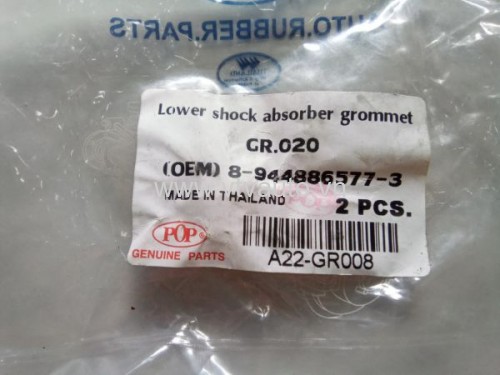 AUTO.RUBBER.PARTS
Lower shock absorber grommet
GR.020
(OEM) 8-944886577-3
MADE IN THAILAND
2 PCS.
POP
GENUINE PARTS
A22-GR008